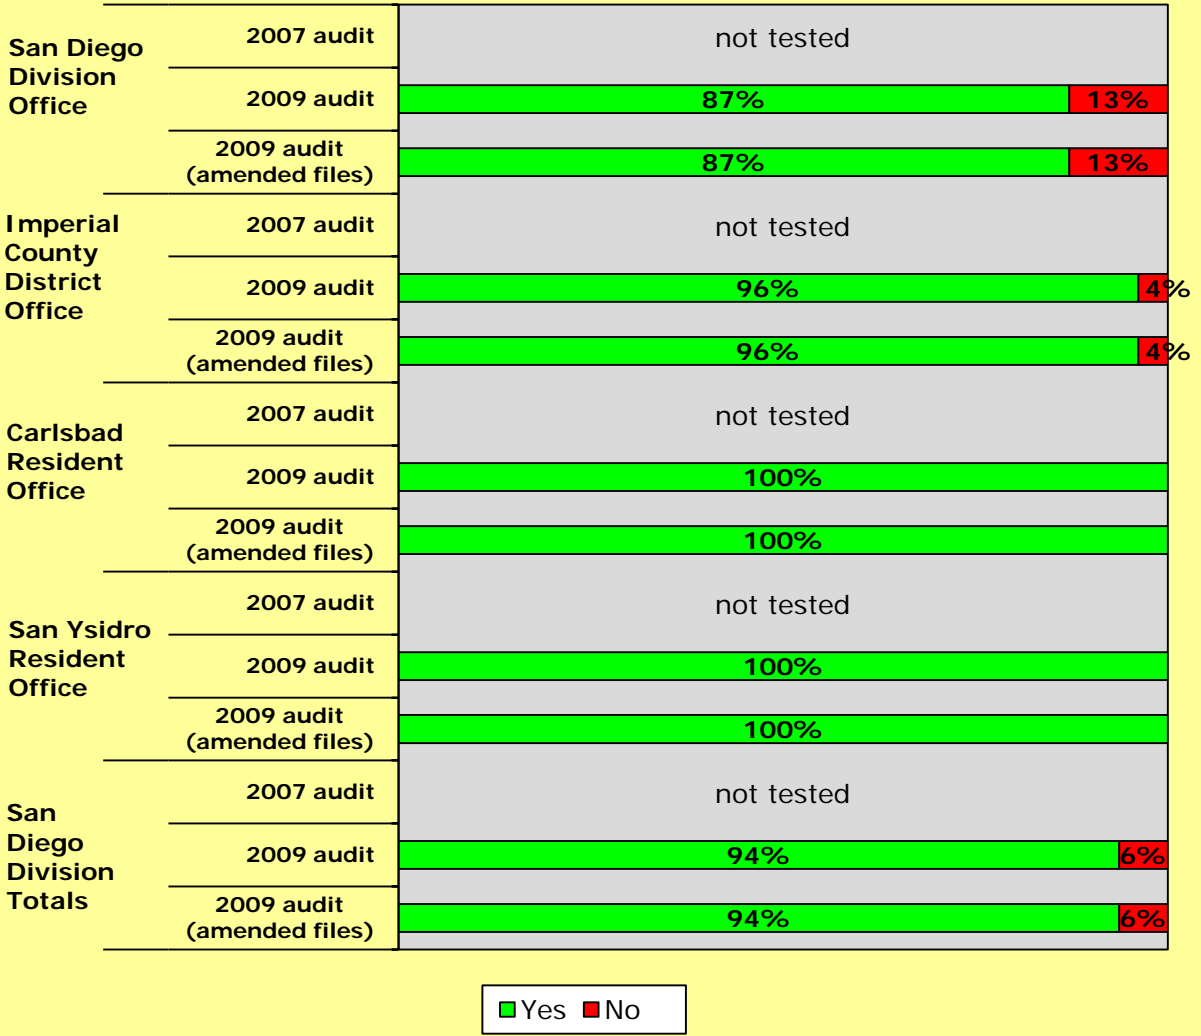 San Diego
Division
Office
2007 audit
not tested
2009 audit
87%
13%
2009 audit
(amended files)
87%
13%
Imperial
County
District
Office
2007 audit
not tested
2009 audit
96%
4%
2009 audit
(amended files)
96%
4%
Carlsbad
Resident
Office
2007 audit
not tested
2009 audit
100%
2009 audit
(amended files)
100%
San Ysidro
Resident
Office
2007 audit
not tested
2009 audit
100%
2009 audit
(amended files)
100%
San
Diego
Division
Totals
2007 audit
not tested
2009 audit
94%
6%
2009 audit
(amended files)
94%
6%
Yes
No